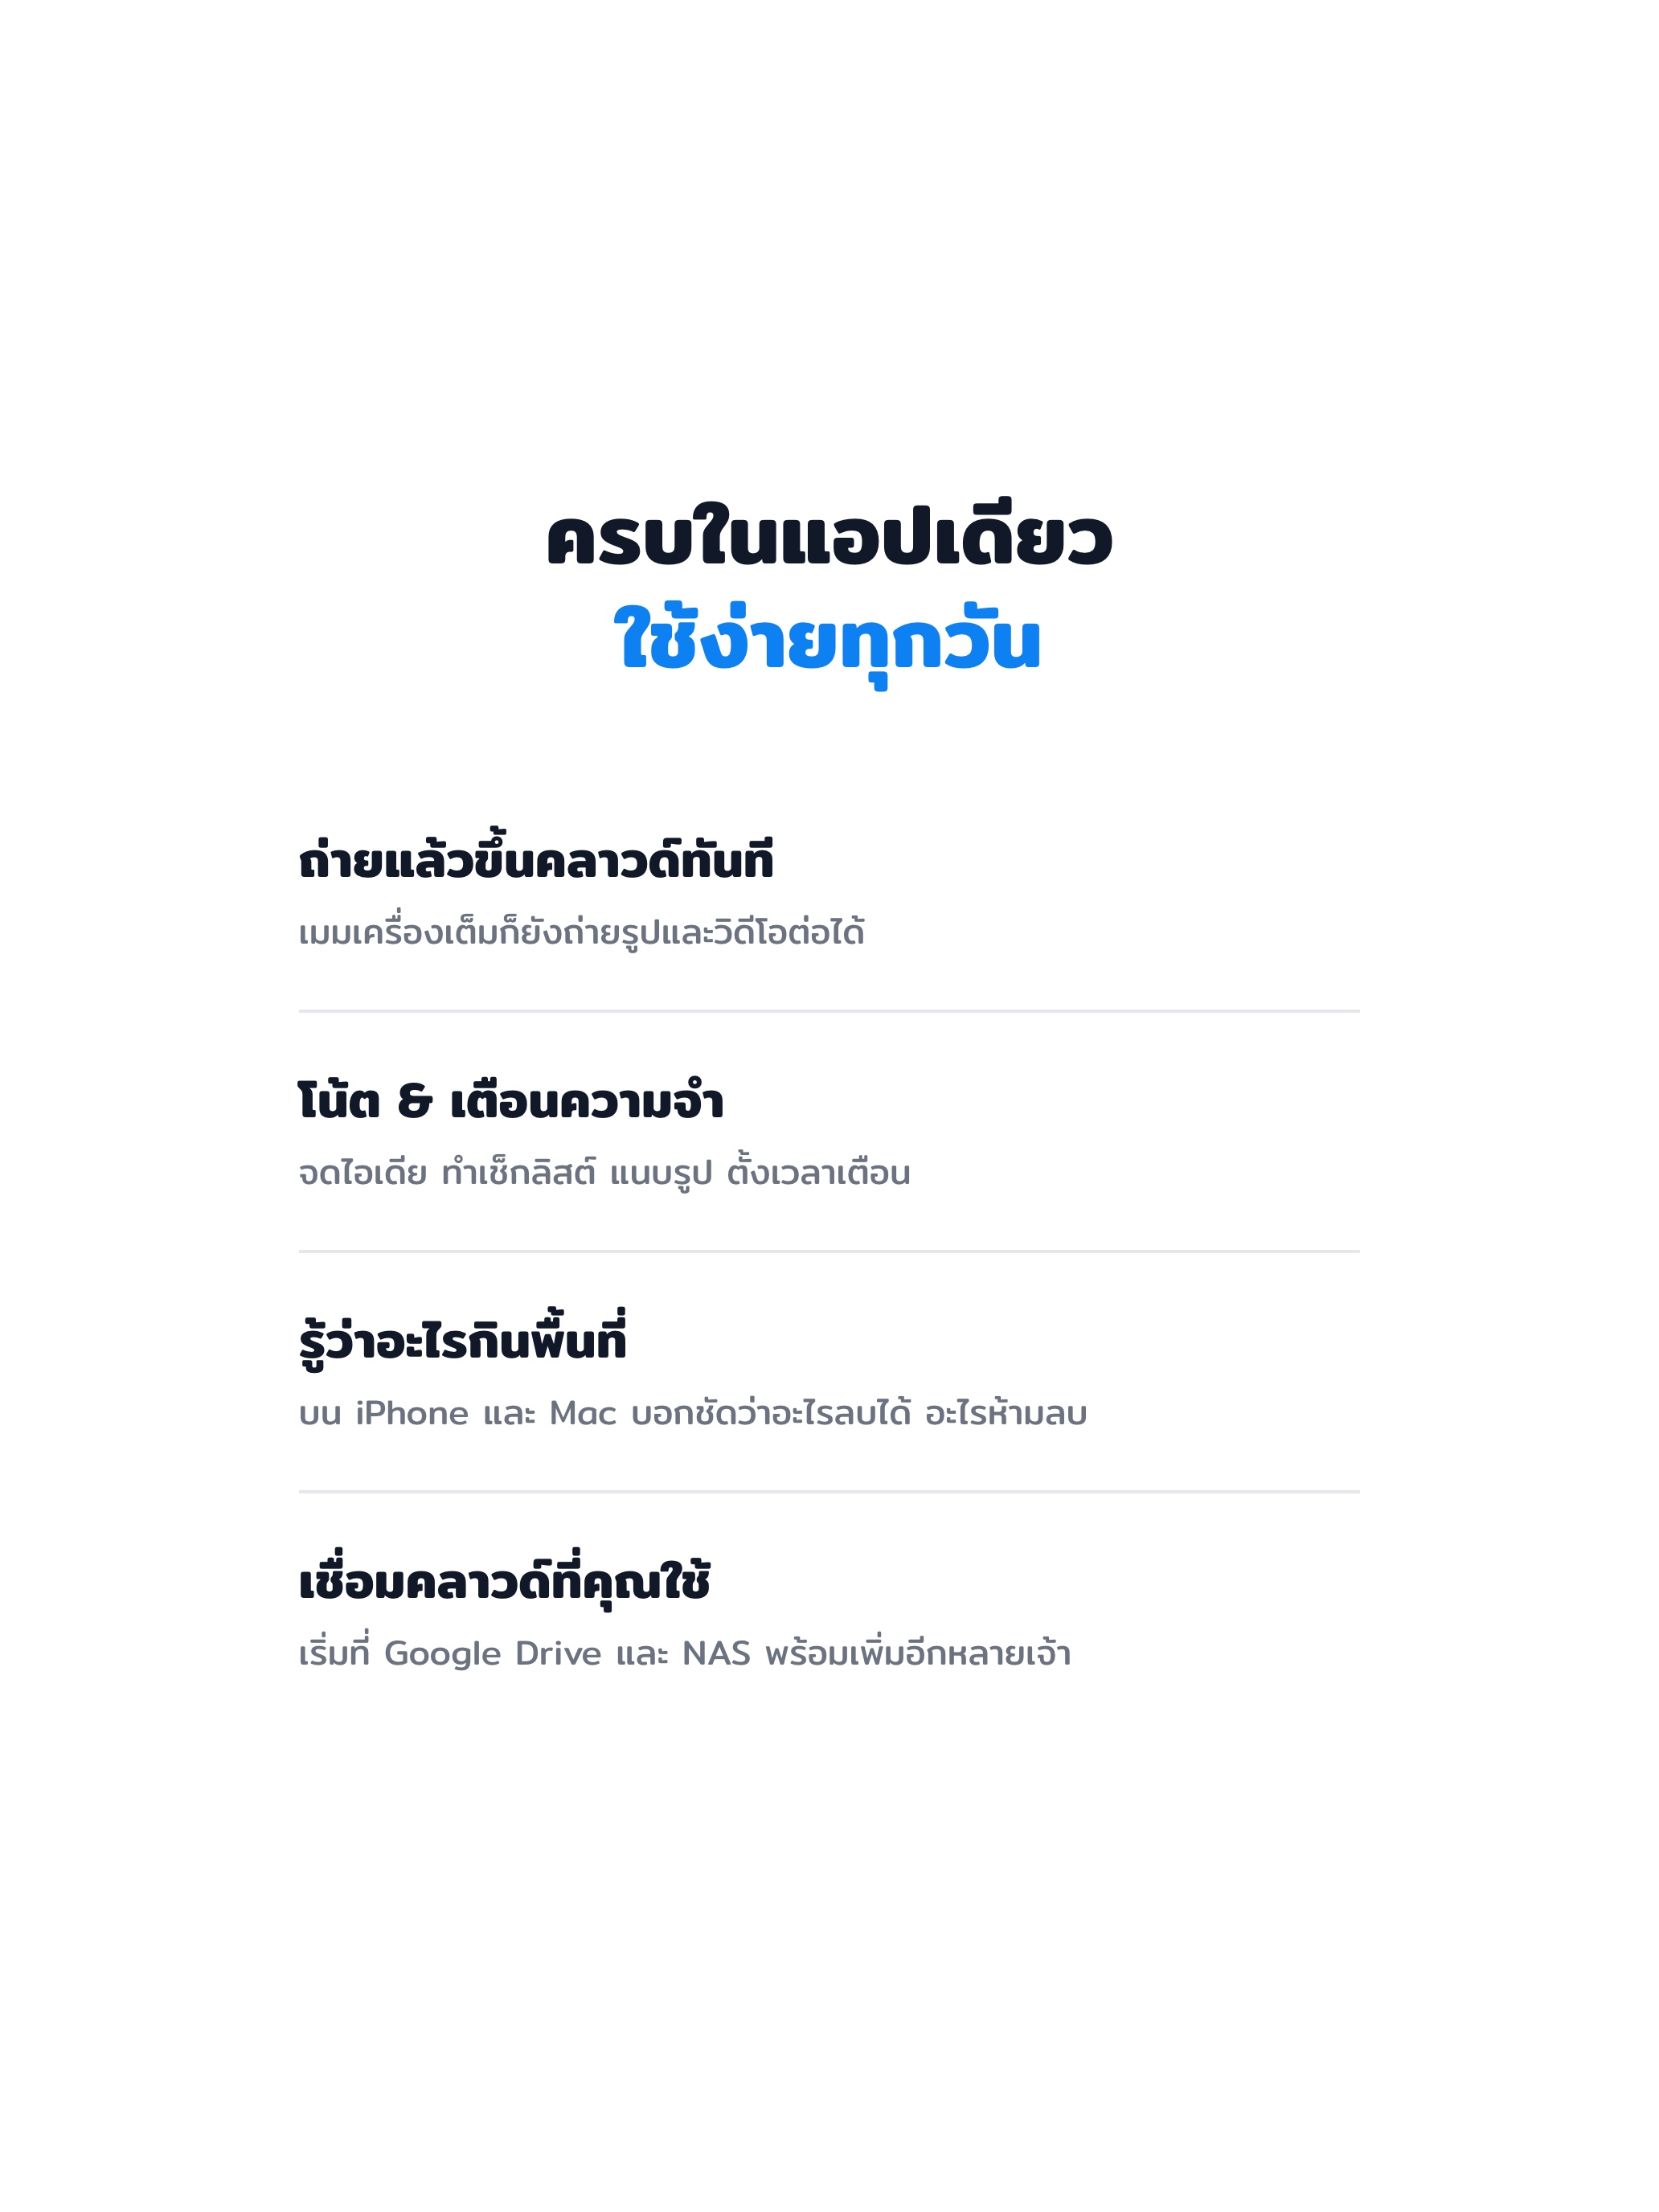 ครบในแอปเดียว
ใช้ง่ายทุกวัน
ถ่ายแล้วขึ้นคลาวด์ทันที
เมมเครื่องเต็มก็ยังถ่ายรูปและวิดีโอต่อได้
โน้ต & เตือนความจำ
จดไอเดีย ทำเช็กลิสต์ แนบรูป ตั้งเวลาเตือน
รู้ว่าอะไรกินพื้นที่
บน iPhone และ Mac บอกชัดว่าอะไรลบได้ อะไรห้ามลบ
เชื่อมคลาวด์ที่คุณใช้
เริ่มที่ Google Drive และ NAS พร้อมเพิ่มอีกหลายเจ้า